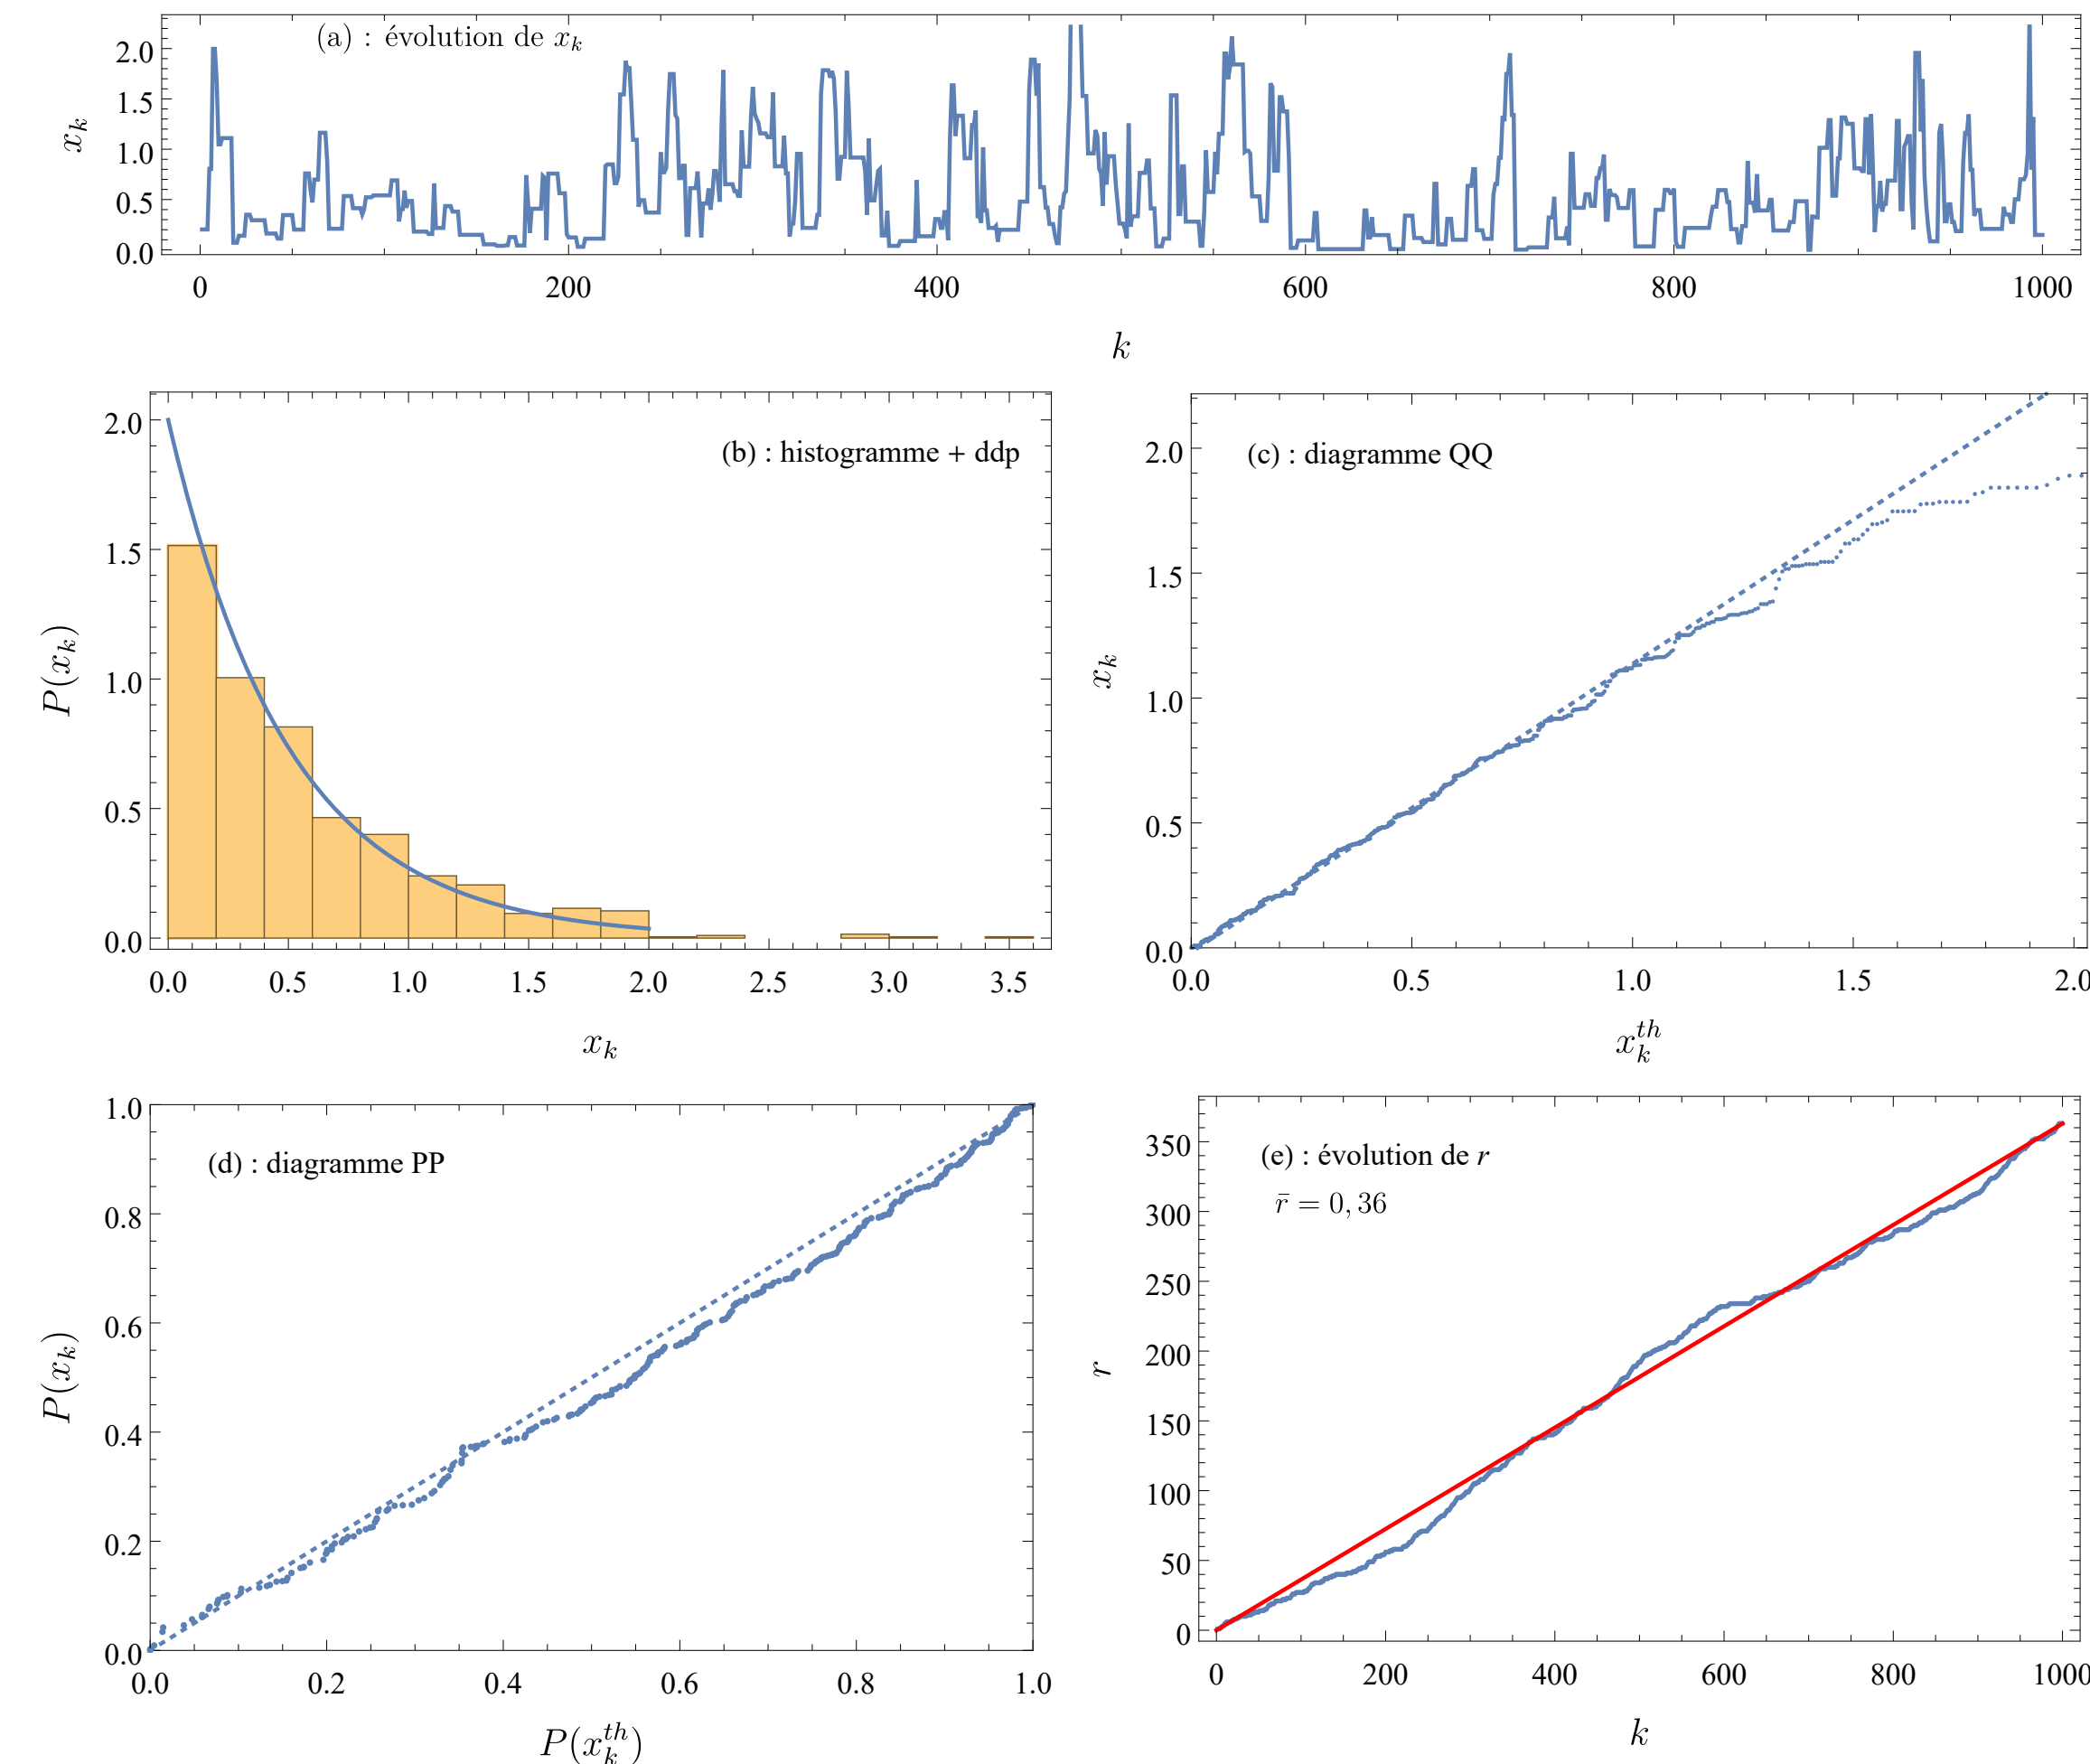 (a) : évolution de x_k
x_k
2.0
1.5
1.0
0.5
0.0
0 200 400 600 800 1000
k
(b) : histogramme + ddp
P(x_k)
2.0
1.5
1.0
0.5
0.0
0.0 0.5 1.0 1.5 2.0 2.5 3.0 3.5
x_k
(c) : diagramme QQ
x_k
2.0
1.5
1.0
0.5
0.0
0.0 0.5 1.0 1.5 2.0
x_k^{th}
(d) : diagramme PP
P(x_k)
1.0
0.8
0.6
0.4
0.2
0.0
0.0 0.2 0.4 0.6 0.8 1.0
P(x_k^{th})
(e) : évolution de r
r̄ = 0, 36
r
350
300
250
200
150
100
50
0
0 200 400 600 800 1000
k